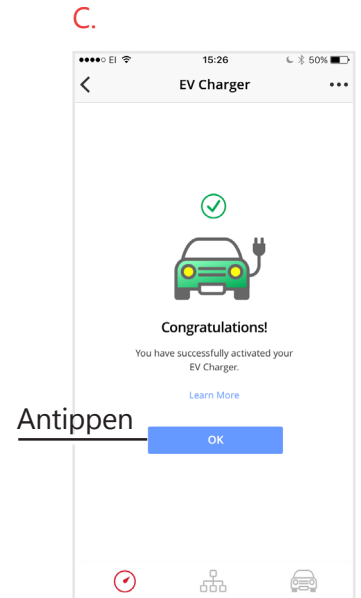 C.
EI 15:26 50%
EV Charger
Congratulations!
You have successfully activated your
EV Charger.
Learn More
Antippen
OK